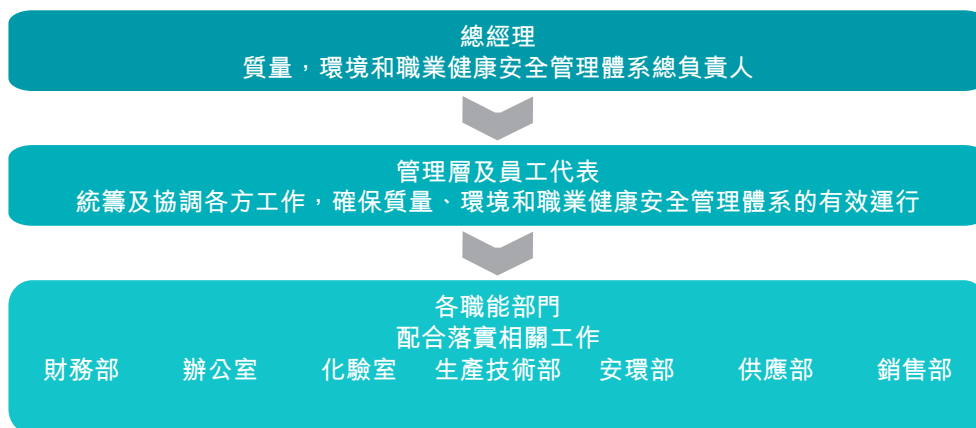 總經理
質量，環境和職業健康安全管理體系總負責人
管理層及員工代表
統籌及協調各方工作，確保質量、環境和職業健康安全管理體系的有效運行
各職能部門
配合落實相關工作
財務部 辦公室 化驗室 生產技術部 安環部 供應部 銷售部